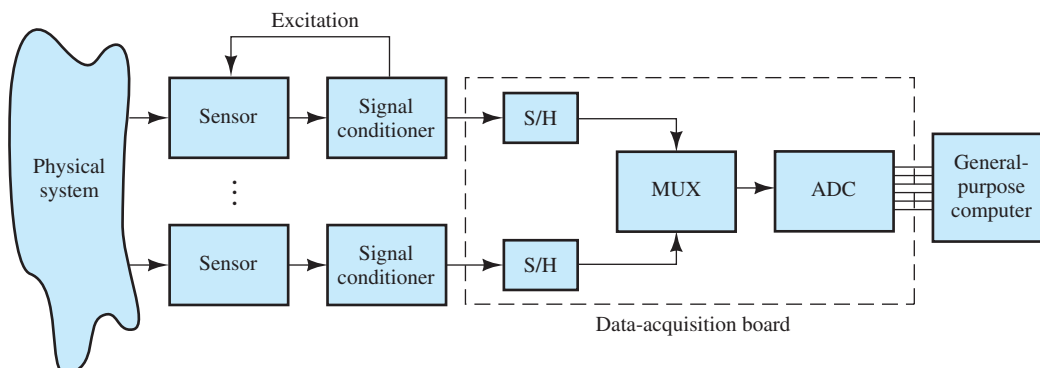 Excitation
Sensor
Signal
conditioner
S/H
Physical
system
MUX
ADC
General-
purpose
computer
Sensor
Signal
conditioner
S/H
Data-acquisition board